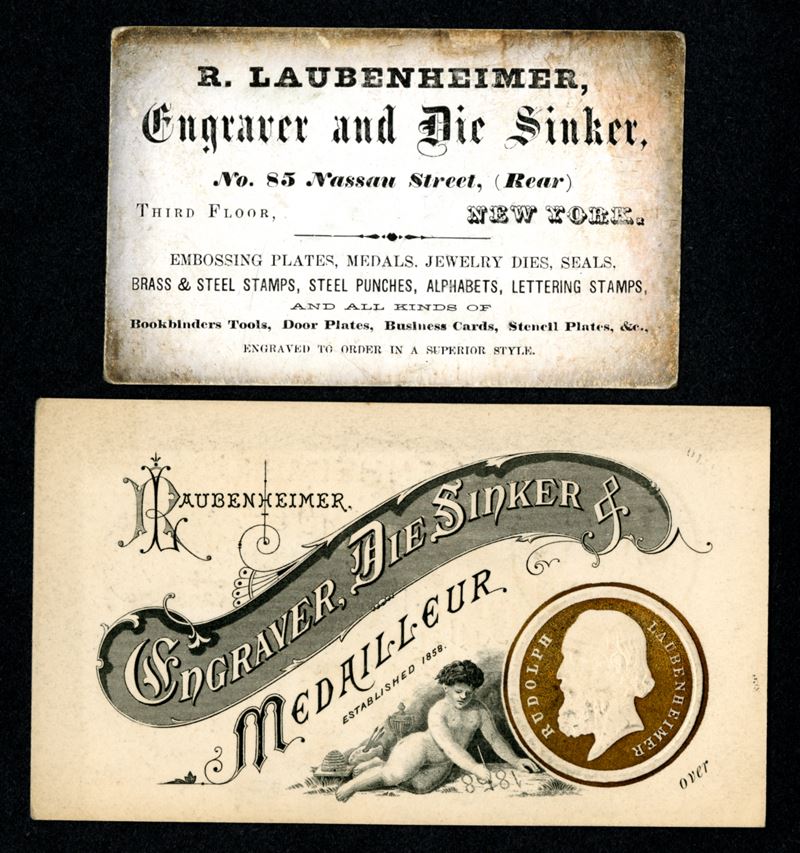 R. LAUBENHEIMER,
Engraver and Die Sinker,
No. 85 Nassau Street, (Rear)
THIRD FLOOR, NEW YORK.
EMBOSSING PLATES, MEDALS. JEWELRY DIES, SEALS.
BRASS & STEEL STAMPS, STEEL PUNCHES, ALPHABETS, LETTERING STAMPS,
AND ALL KINDS OF
Bookbinders Tools, Door Plates, Business Cards, Stencil Plates, &c.,
ENGRAVED TO ORDER IN A SUPERIOR STYLE.
R LAUBENHEIMER.
ENGRAVER, DIE SINKER &
MEDAILLEUR
ESTABLISHED 1858.
RUDOLPH LAUBENHEIMER
over